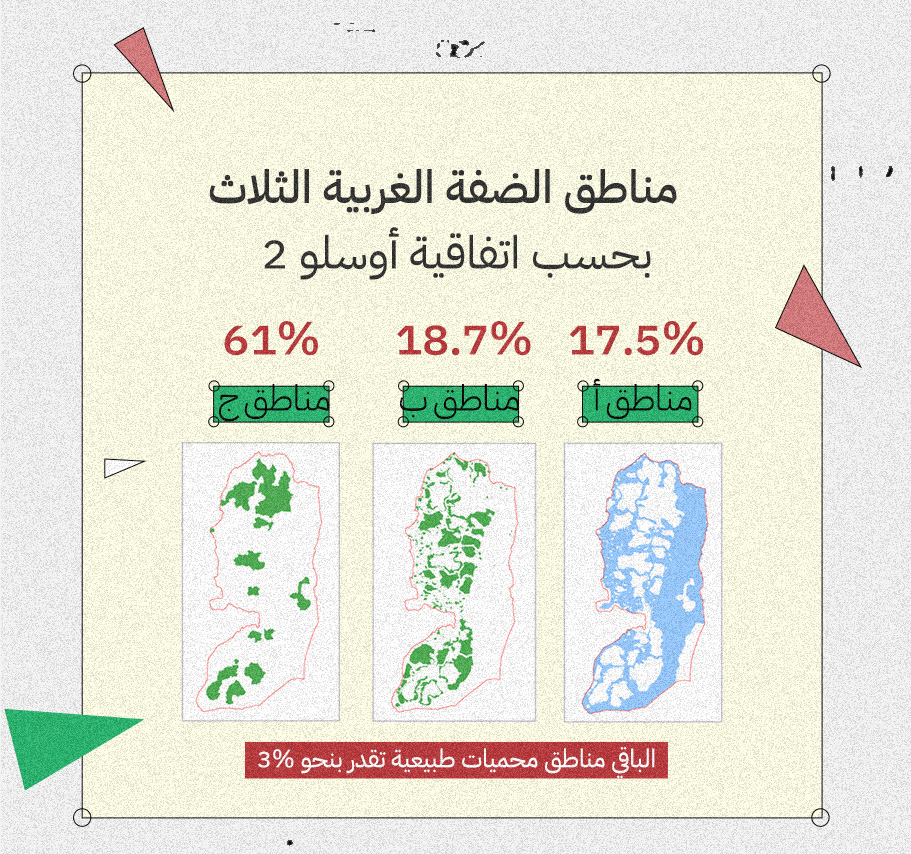 مناطق الضفة الغربية الثلاث
بحسب اتفاقية أوسلو 2
17.5% 18.7% 61%
مناطق أ مناطق ب مناطق ج
الباقي مناطق محميات طبيعية تقدر بنحو 3%